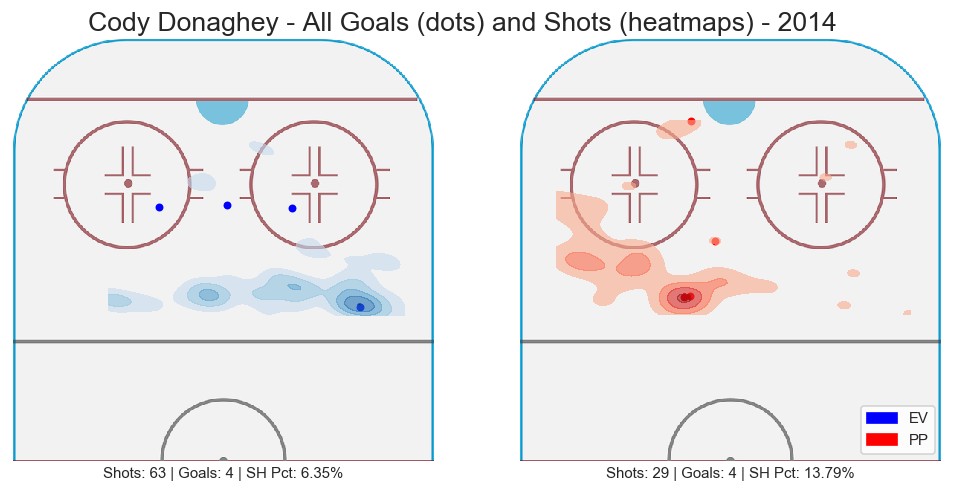 Cody Donaghey - All Goals (dots) and Shots (heatmaps) - 2014
EV
PP
Shots: 63 | Goals: 4 | SH Pct: 6.35%
Shots: 29 | Goals: 4 | SH Pct: 13.79%